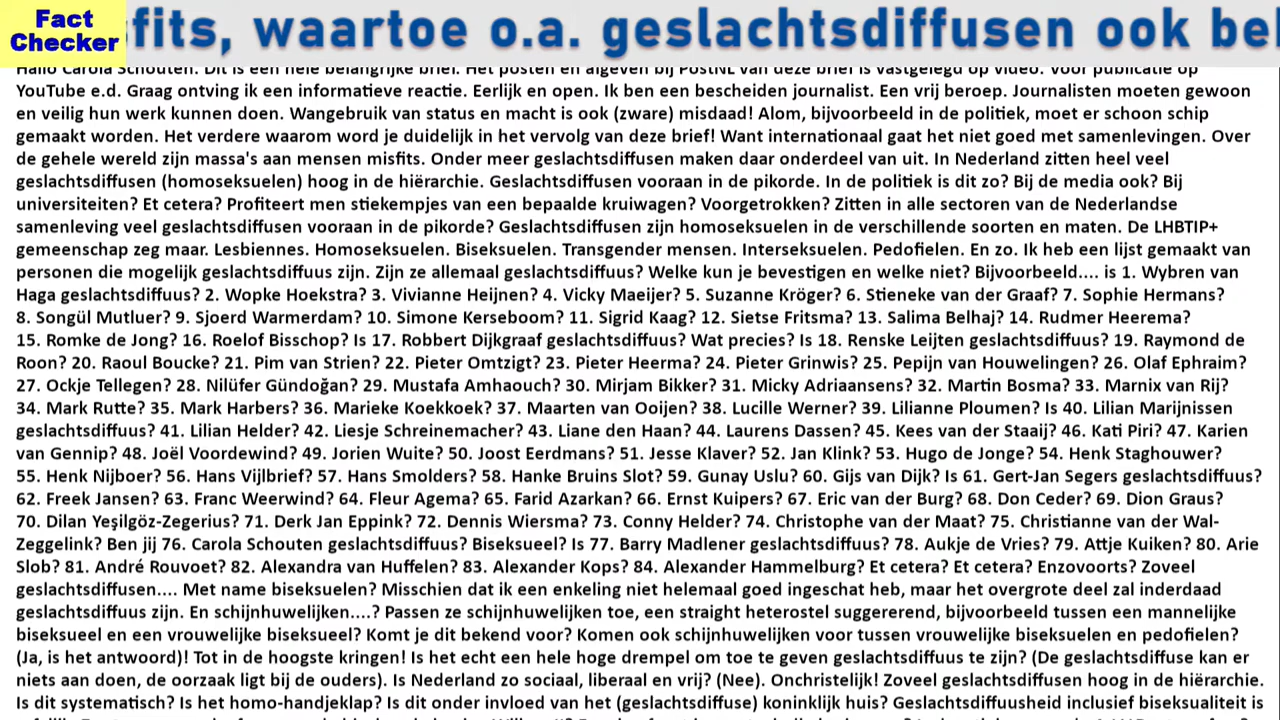 Fact
Checker
fits, waartoe o.a. geslachtsdiffusen ook bel
Hallo Carola Schouten. Dit is een hele belangrijke brief. Het posten en afgeven bij PostNL van deze brief is vastgelegd op video. Voor publicatie op
YouTube e.d. Graag ontving ik een informatieve reactie. Eerlijk en open. Ik ben een bescheiden journalist. Een vrij beroep. Journalisten moeten gewoon
en veilig hun werk kunnen doen. Wangebruik van status en macht is ook (zware) misdaad! Alom, bijvoorbeeld in de politiek, moet er schoon schip
gemaakt worden. Het verdere waarom word je duidelijk in het vervolg van deze brief! Want internationaal gaat het niet goed met samenlevingen. Over
de gehele wereld zijn massa's aan mensen misfits. Onder meer geslachtsdiffusen maken daar onderdeel van uit. In Nederland zitten heel veel
geslachtsdiffusen (homoseksuelen) hoog in de hiërarchie. Geslachtsdiffusen vooraan in de pikorde. In de politiek is dit zo? Bij de media ook? Bij
universiteiten? Et cetera? Profiteert men stiekempjes van een bepaalde kruiwagen? Voorgetrokken? Zitten in alle sectoren van de Nederlandse
samenleving veel geslachtsdiffusen vooraan in de pikorde? Geslachtsdiffusen zijn homoseksuelen in de verschillende soorten en maten. De LHBTIP+
gemeenschap zeg maar. Lesbiennes. Homoseksuelen. Biseksuelen. Transgender mensen. Interseksuelen. Pedofielen. En zo. Ik heb een lijst gemaakt van
personen die mogelijk geslachtsdiffuus zijn. Zijn ze allemaal geslachtsdiffuus? Welke kun je bevestigen en welke niet? Bijvoorbeeld.... is 1. Wybren van
Haga geslachtsdiffuus? 2. Wopke Hoekstra? 3. Vivianne Heijnen? 4. Vicky Maeijer? 5. Suzanne Kröger? 6. Stieneke van der Graaf? 7. Sophie Hermans?
8. Songül Mutluer? 9. Sjoerd Warmerdam? 10. Simone Kerseboom? 11. Sigrid Kaag? 12. Sietse Fritsma? 13. Salima Belhaj? 14. Rudmer Heerema?
15. Romke de Jong? 16. Roelof Bisschop? Is 17. Robbert Dijkgraaf geslachtsdiffuus? Wat precies? Is 18. Renske Leijten geslachtsdiffuus? 19. Raymond de
Roon? 20. Raoul Boucke? 21. Pim van Strien? 22. Pieter Omtzigt? 23. Pieter Heerma? 24. Pieter Grinwis? 25. Pepijn van Houwelingen? 26. Olaf Ephraim?
27. Ockje Tellegen? 28. Nilüfer Gündoğan? 29. Mustafa Amhaouch? 30. Mirjam Bikker? 31. Micky Adriaansens? 32. Martin Bosma? 33. Marnix van Rij?
34. Mark Rutte? 35. Mark Harbers? 36. Marieke Koekkoek? 37. Maarten van Ooijen? 38. Lucille Werner? 39. Lilianne Ploumen? Is 40. Lilian Marijnissen
geslachtsdiffuus? 41. Lilian Helder? 42. Liesje Schreinemacher? 43. Liane den Haan? 44. Laurens Dassen? 45. Kees van der Staaij? 46. Kati Piri? 47. Karien
van Gennip? 48. Joël Voordewind? 49. Jorien Wuite? 50. Joost Eerdmans? 51. Jesse Klaver? 52. Jan Klink? 53. Hugo de Jonge? 54. Henk Staghouwer?
55. Henk Nijboer? 56. Hans Vijlbrief? 57. Hans Smolders? 58. Hanke Bruins Slot? 59. Gunay Uslu? 60. Gijs van Dijk? Is 61. Gert-Jan Segers geslachtsdiffuus?
62. Freek Jansen? 63. Franc Weerwind? 64. Fleur Agema? 65. Farid Azarkan? 66. Ernst Kuipers? 67. Eric van der Burg? 68. Don Ceder? 69. Dion Graus?
70. Dilan Yeşilgöz-Zegerius? 71. Derk Jan Eppink? 72. Dennis Wiersma? 73. Conny Helder? 74. Christophe van der Maat? 75. Christianne van der Wal-
Zeggelink? Ben jij 76. Carola Schouten geslachtsdiffuus? Biseksueel? Is 77. Barry Madlener geslachtsdiffuus? 78. Aukje de Vries? 79. Attje Kuiken? 80. Arie
Slob? 81. André Rouvoet? 82. Alexandra van Huffelen? 83. Alexander Kops? 84. Alexander Hammelburg? Et cetera? Et cetera? Enzovoorts? Zoveel
geslachtsdiffusen.... Met name biseksuelen? Misschien dat ik een enkeling niet helemaal goed ingeschat heb, maar het overgrote deel zal inderdaad
geslachtsdiffuus zijn. En schijnhuwelijken....? Passen ze schijnhuwelijken toe, een straight heterostel suggererend, bijvoorbeeld tussen een mannelijke
biseksueel en een vrouwelijke biseksueel? Komt je dit bekend voor? Komen ook schijnhuwelijken voor tussen vrouwelijke biseksuelen en pedofielen?
(Ja, is het antwoord)! Tot in de hoogste kringen! Is het echt een hele hoge drempel om toe te geven geslachtsdiffuus te zijn? (De geslachtsdiffuse kan er
niets aan doen, de oorzaak ligt bij de ouders). Is Nederland zo sociaal, liberaal en vrij? (Nee). Onchristelijk! Zoveel geslachtsdiffusen hoog in de hiërarchie.
Is dit systematisch? Is het homo-handjeklap? Is dit onder invloed van het (geslachtsdiffuse) koninklijk huis? Geslachtsdiffuusheid inclusief biseksualiteit is